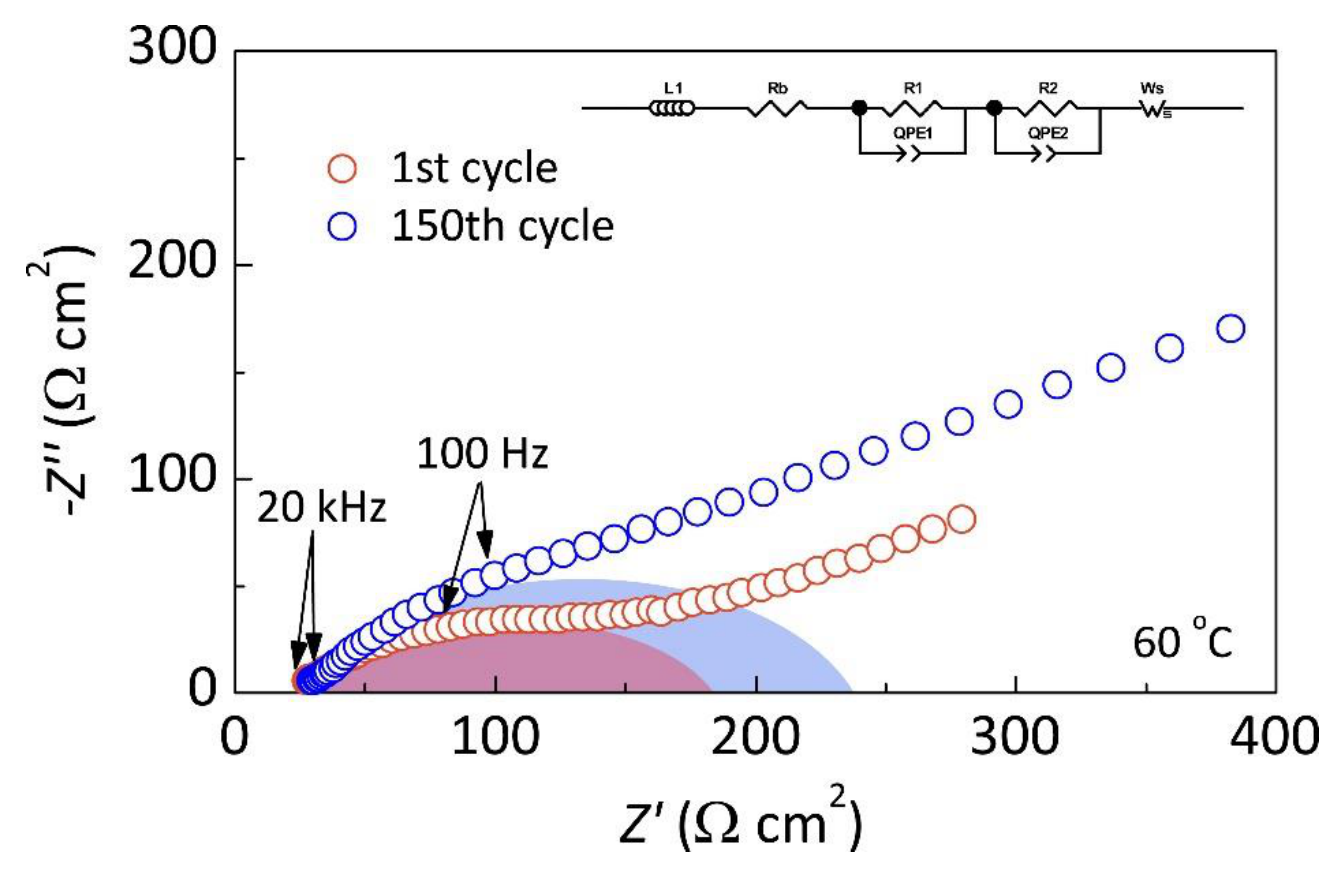 300
200
100
0
-Z'' (Ω cm²)
L1 Rb R1 R2 Ws
QPE1 QPE2
s
1st cycle
150th cycle
100 Hz
20 kHz
60 °C
0 100 200 300 400
Z' (Ω cm²)